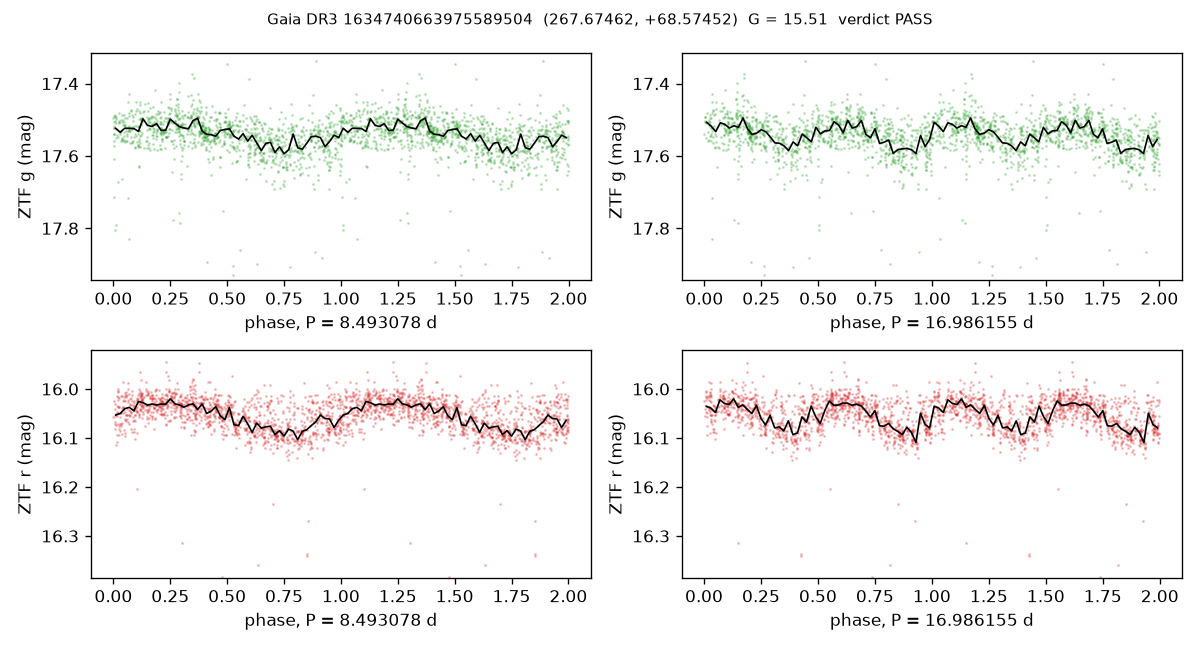 Gaia DR3 1634740663975589504 (267.67462, +68.57452) G = 15.51 verdict PASS
ZTF g (mag)
17.4
17.6
17.8
0.00 0.25 0.50 0.75 1.00 1.25 1.50 1.75 2.00
phase, P = 8.493078 d
ZTF g (mag)
17.4
17.6
17.8
0.00 0.25 0.50 0.75 1.00 1.25 1.50 1.75 2.00
phase, P = 16.986155 d
ZTF r (mag)
16.0
16.1
16.2
16.3
0.00 0.25 0.50 0.75 1.00 1.25 1.50 1.75 2.00
phase, P = 8.493078 d
ZTF r (mag)
16.0
16.1
16.2
16.3
0.00 0.25 0.50 0.75 1.00 1.25 1.50 1.75 2.00
phase, P = 16.986155 d